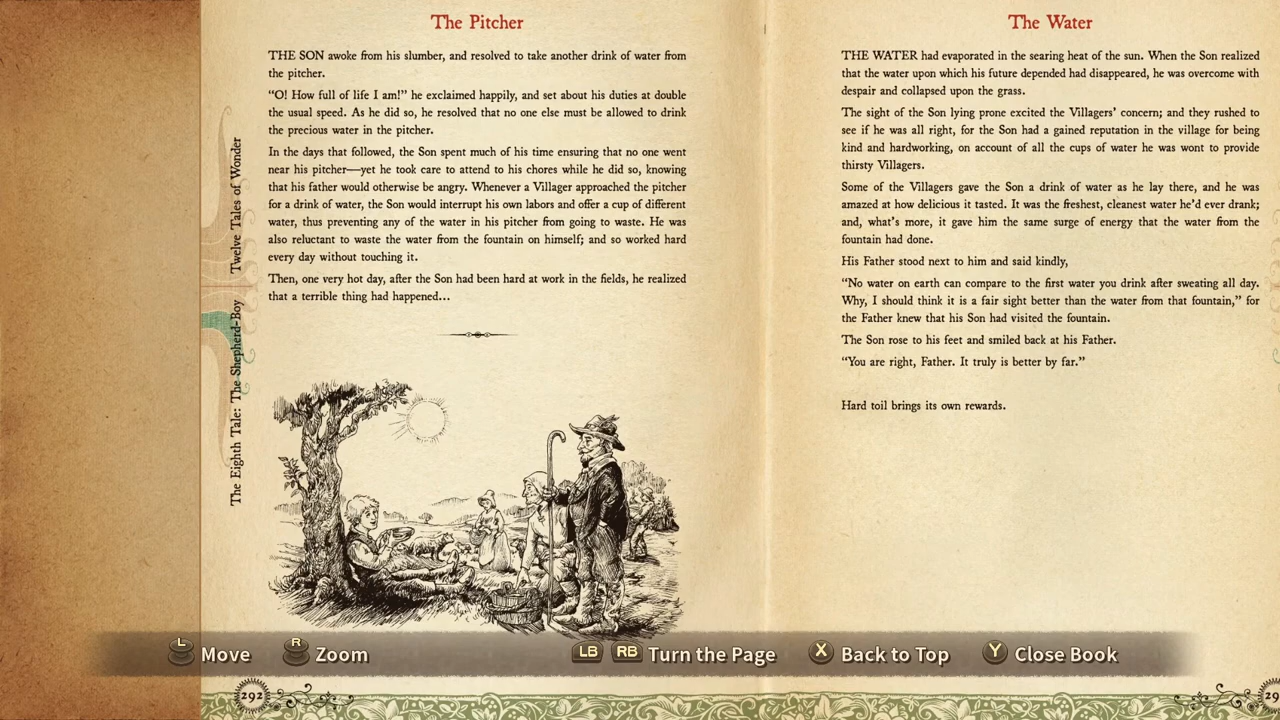 The Pitcher
THE SON awoke from his slumber, and resolved to take another drink of water from
the pitcher.
“O! How full of life I am!” he exclaimed happily, and set about his duties at double
the usual speed. As he did so, he resolved that no one else must be allowed to drink
the precious water in the pitcher.
In the days that followed, the Son spent much of his time ensuring that no one went
near his pitcher—yet he took care to attend to his chores while he did so, knowing
that his father would otherwise be angry. Whenever a Villager approached the pitcher
for a drink of water, the Son would interrupt his own labors and offer a cup of different
water, thus preventing any of the water in his pitcher from going to waste. He was
also reluctant to waste the water from the fountain on himself; and so worked hard
every day without touching it.
Then, one very hot day, after the Son had been hard at work in the fields, he realized
that a terrible thing had happened...
The Water
THE WATER had evaporated in the searing heat of the sun. When the Son realized
that the water upon which his future depended had disappeared, he was overcome with
despair and collapsed upon the grass.
The sight of the Son lying prone excited the Villagers’ concern; and they rushed to
see if he was all right, for the Son had a gained reputation in the village for being
kind and hardworking, on account of all the cups of water he was wont to provide
thirsty Villagers.
Some of the Villagers gave the Son a drink of water as he lay there, and he was
amazed at how delicious it tasted. It was the freshest, cleanest water he’d ever drank;
and, what’s more, it gave him the same surge of energy that the water from the
fountain had done.
His Father stood next to him and said kindly,
“No water on earth can compare to the first water you drink after sweating all day.
Why, I should think it is a fair sight better than the water from that fountain,” for
the Father knew that his Son had visited the fountain.
The Son rose to his feet and smiled back at his Father.
“You are right, Father. It truly is better by far.”
Hard toil brings its own rewards.
The Eighth Tale: The Shepherd-Boy Twelve Tales of Wonder
L Move R Zoom LB RB Turn the Page X Back to Top Y Close Book
292